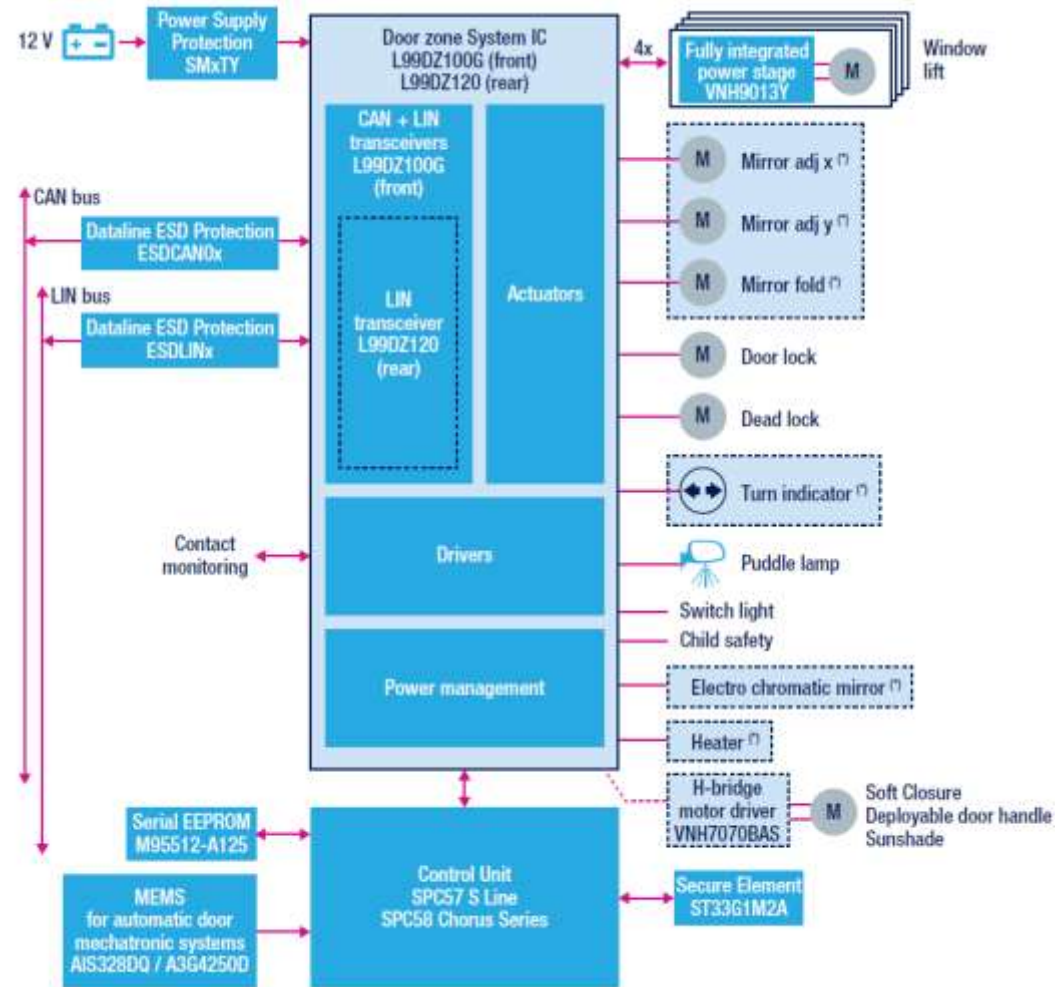 12 V
Power Supply
Protection
SMxTY
Door zone System IC
L99DZ100G (front)
L99DZ120 (rear)
4x
Fully integrated
power stage
VNH9013Y
M
Window
lift
CAN + LIN
transceivers
L99DZ100G
(front)
LIN
transceiver
L99DZ120
(rear)
Actuators
CAN bus
Dataline ESD Protection
ESDCAN0x
LIN bus
Dataline ESD Protection
ESDLINx
M Mirror adj x (*)
M Mirror adj y (*)
M Mirror fold (*)
M Door lock
M Dead lock
Turn indicator (*)
Contact
monitoring
Drivers
Puddle lamp
Switch light
Child safety
Power management
Electro chromatic mirror (*)
Heater (*)
H-bridge
motor driver
VNH7070BAS
M
Soft Closure
Deployable door handle
Sunshade
Serial EEPROM
M95512-A125
MEMS
for automatic door
mechatronic systems
AIS328DQ / A3G4250D
Control Unit
SPC57 S Line
SPC58 Chorus Series
Secure Element
ST33G1M2A